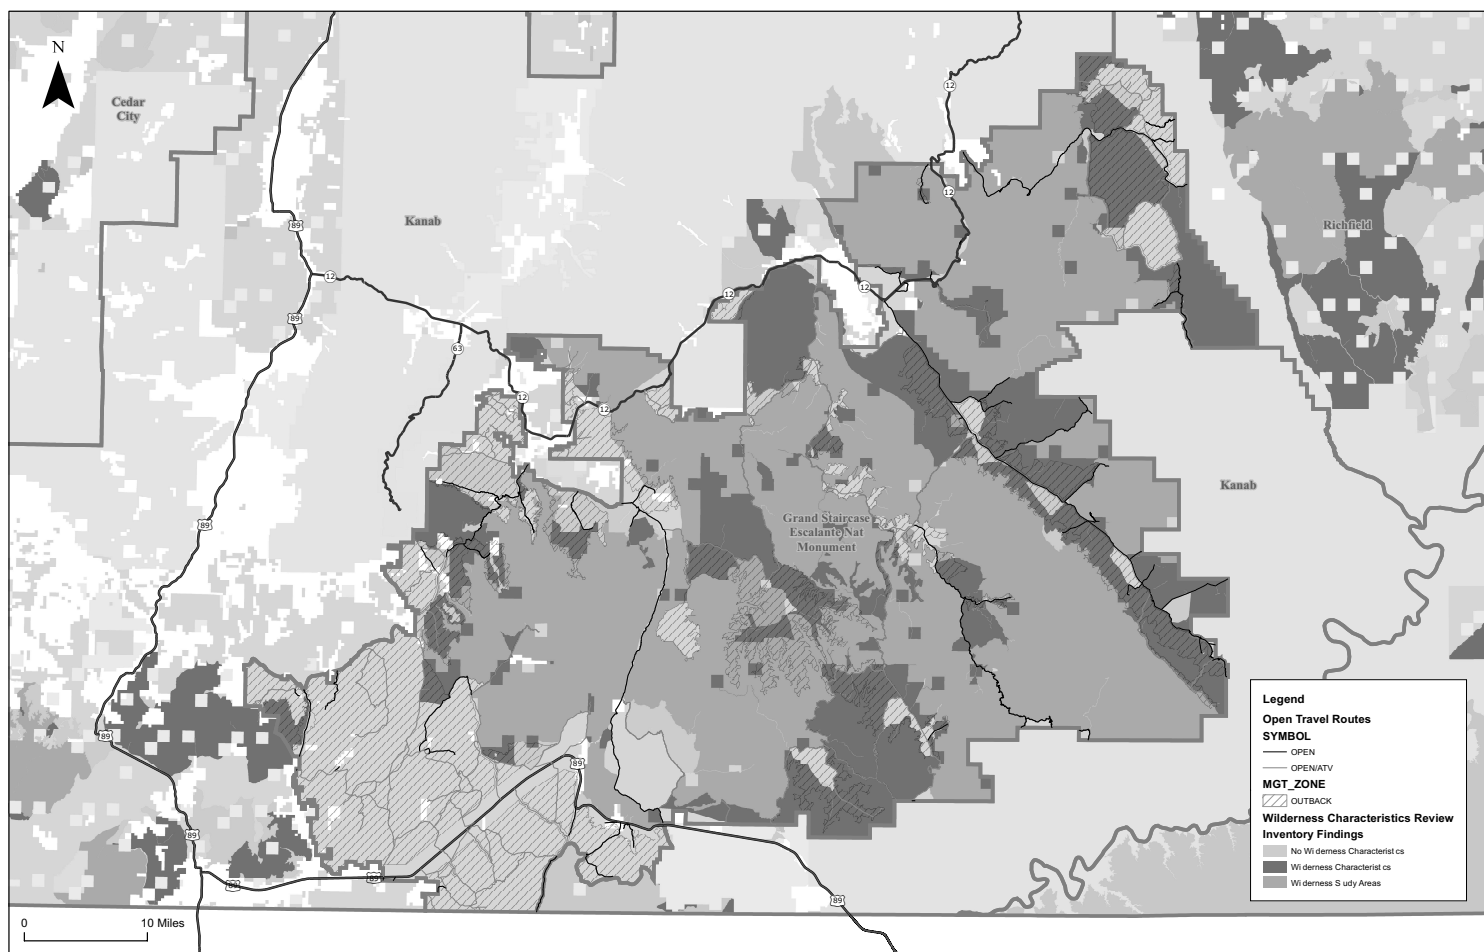 N
Cedar
City
12
12
89
Kanab
Richfield
12
12
12
89
63
12
12
Kanab
Grand Staircase
Escalante Nat
Monument
89
89
89
89
89
89
89
0 10 Miles
Legend
Open Travel Routes
SYMBOL
OPEN
OPEN/ATV
MGT_ZONE
OUTBACK
Wilderness Characteristics Review
Inventory Findings
No Wi derness Characterist cs
Wi derness Characterist cs
Wi derness S udy Areas